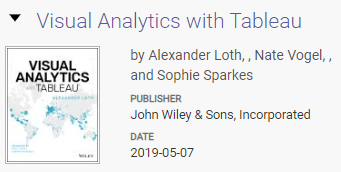 Visual Analytics with Tableau
VISUAL
ANALYTICS
WITH TABLEAU
ALEXANDER LOTH
WILEY
by Alexander Loth, , Nate Vogel, ,
and Sophie Sparkes
PUBLISHER
John Wiley & Sons, Incorporated
DATE
2019-05-07